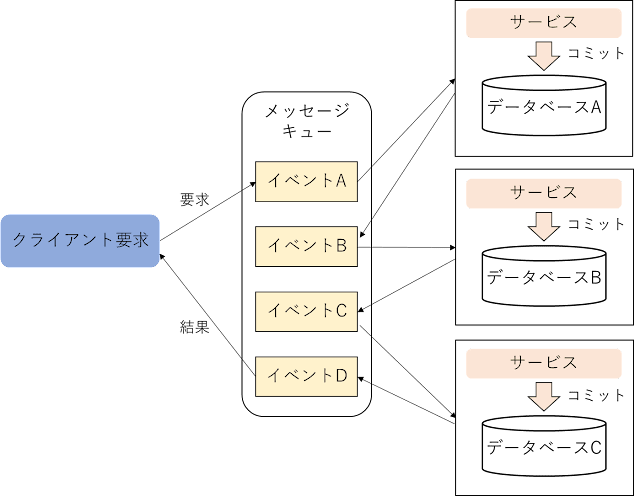 サービス
コミット
データベースA
メッセージ
キュー
イベントA
要求
サービス
コミット
クライアント要求
イベントB
データベースB
イベントC
結果
サービス
イベントD
コミット
データベースC